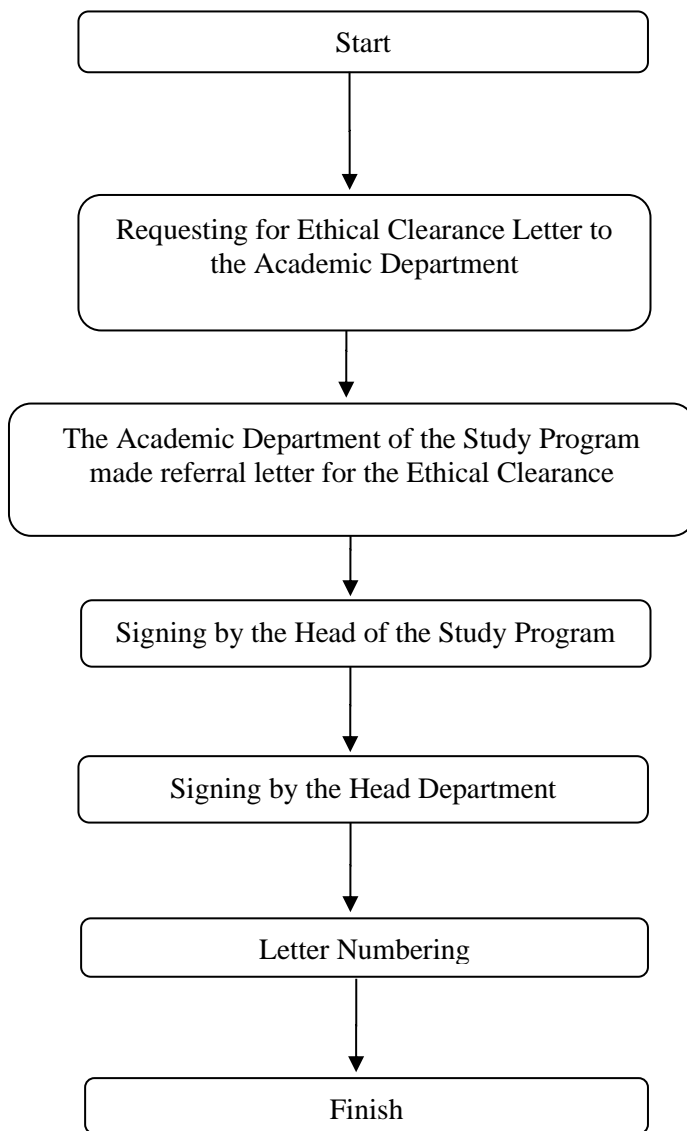 Start
Requesting for Ethical Clearance Letter to
the Academic Department
The Academic Department of the Study Program
made referral letter for the Ethical Clearance
Signing by the Head of the Study Program
Signing by the Head Department
Letter Numbering
Finish